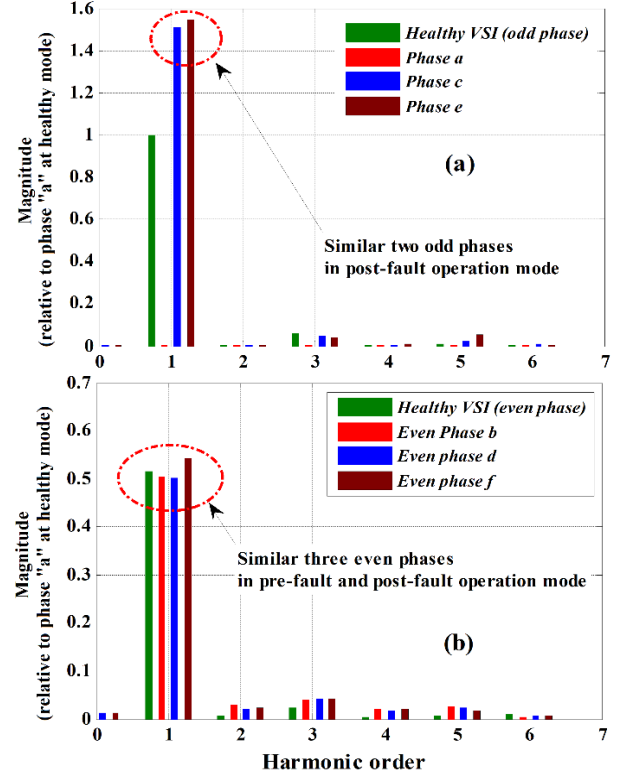 Magnitude
(relative to phase "a" at healthy mode)
1.6
1.4
1.2
1
0.8
0.6
0.4
0.2
0
Healthy VSI (odd phase)
Phase a
Phase c
Phase e
(a)
Similar two odd phases
in post-fault operation mode
0 1 2 3 4 5 6 7
Magnitude
(relative to phase "a" at healthy mode)
0.7
0.6
0.5
0.4
0.3
0.2
0.1
0
Healthy VSI (even phase)
Even Phase b
Even phase d
Even phase f
Similar three even phases
in pre-fault and post-fault operation mode
(b)
0 1 2 3 4 5 6 7
Harmonic order